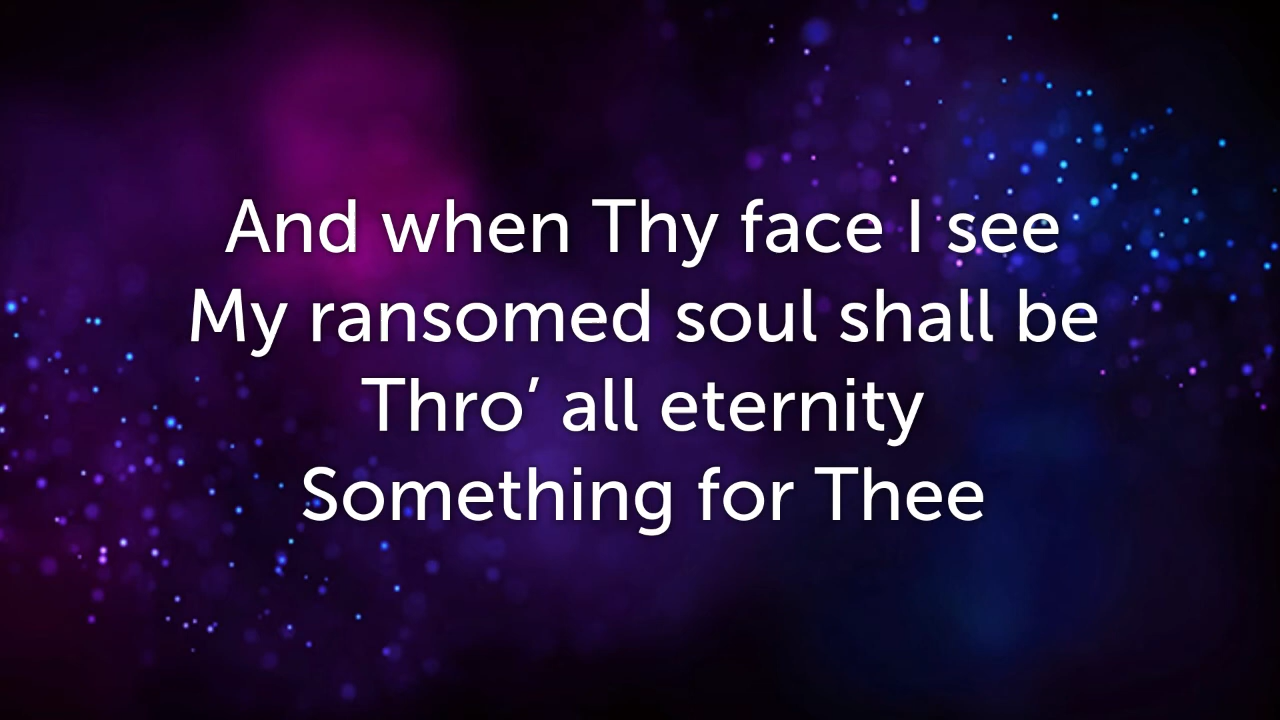 And when Thy face I see
My ransomed soul shall be
Thro’ all eternity
Something for Thee